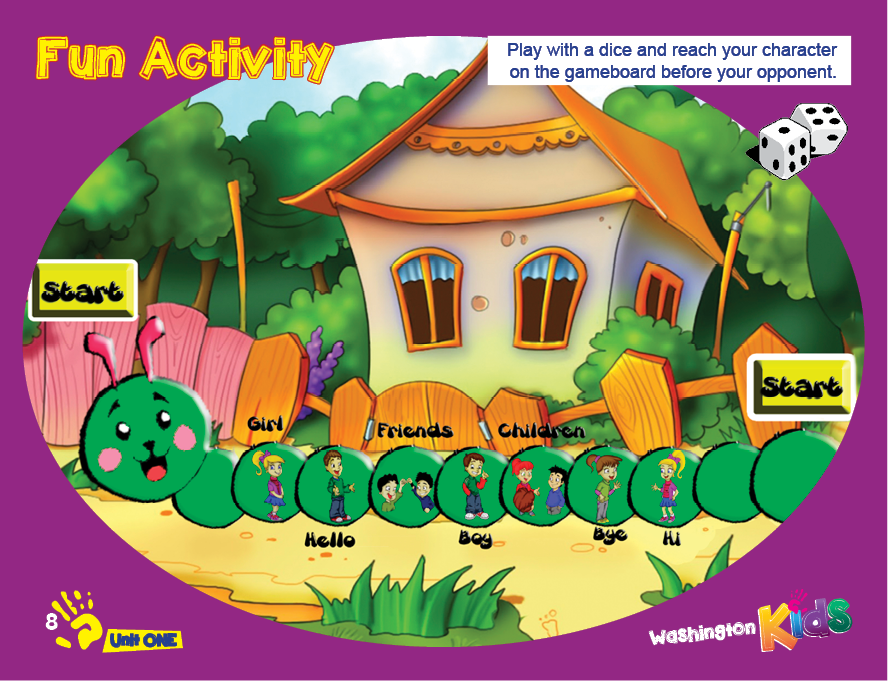 Fun Activity
Play with a dice and reach your character
on the gameboard before your opponent.
Start
Start
Girl
Friends
Children
Hello
Boy
Bye
Hi
8
Unit ONE
Washington Kids